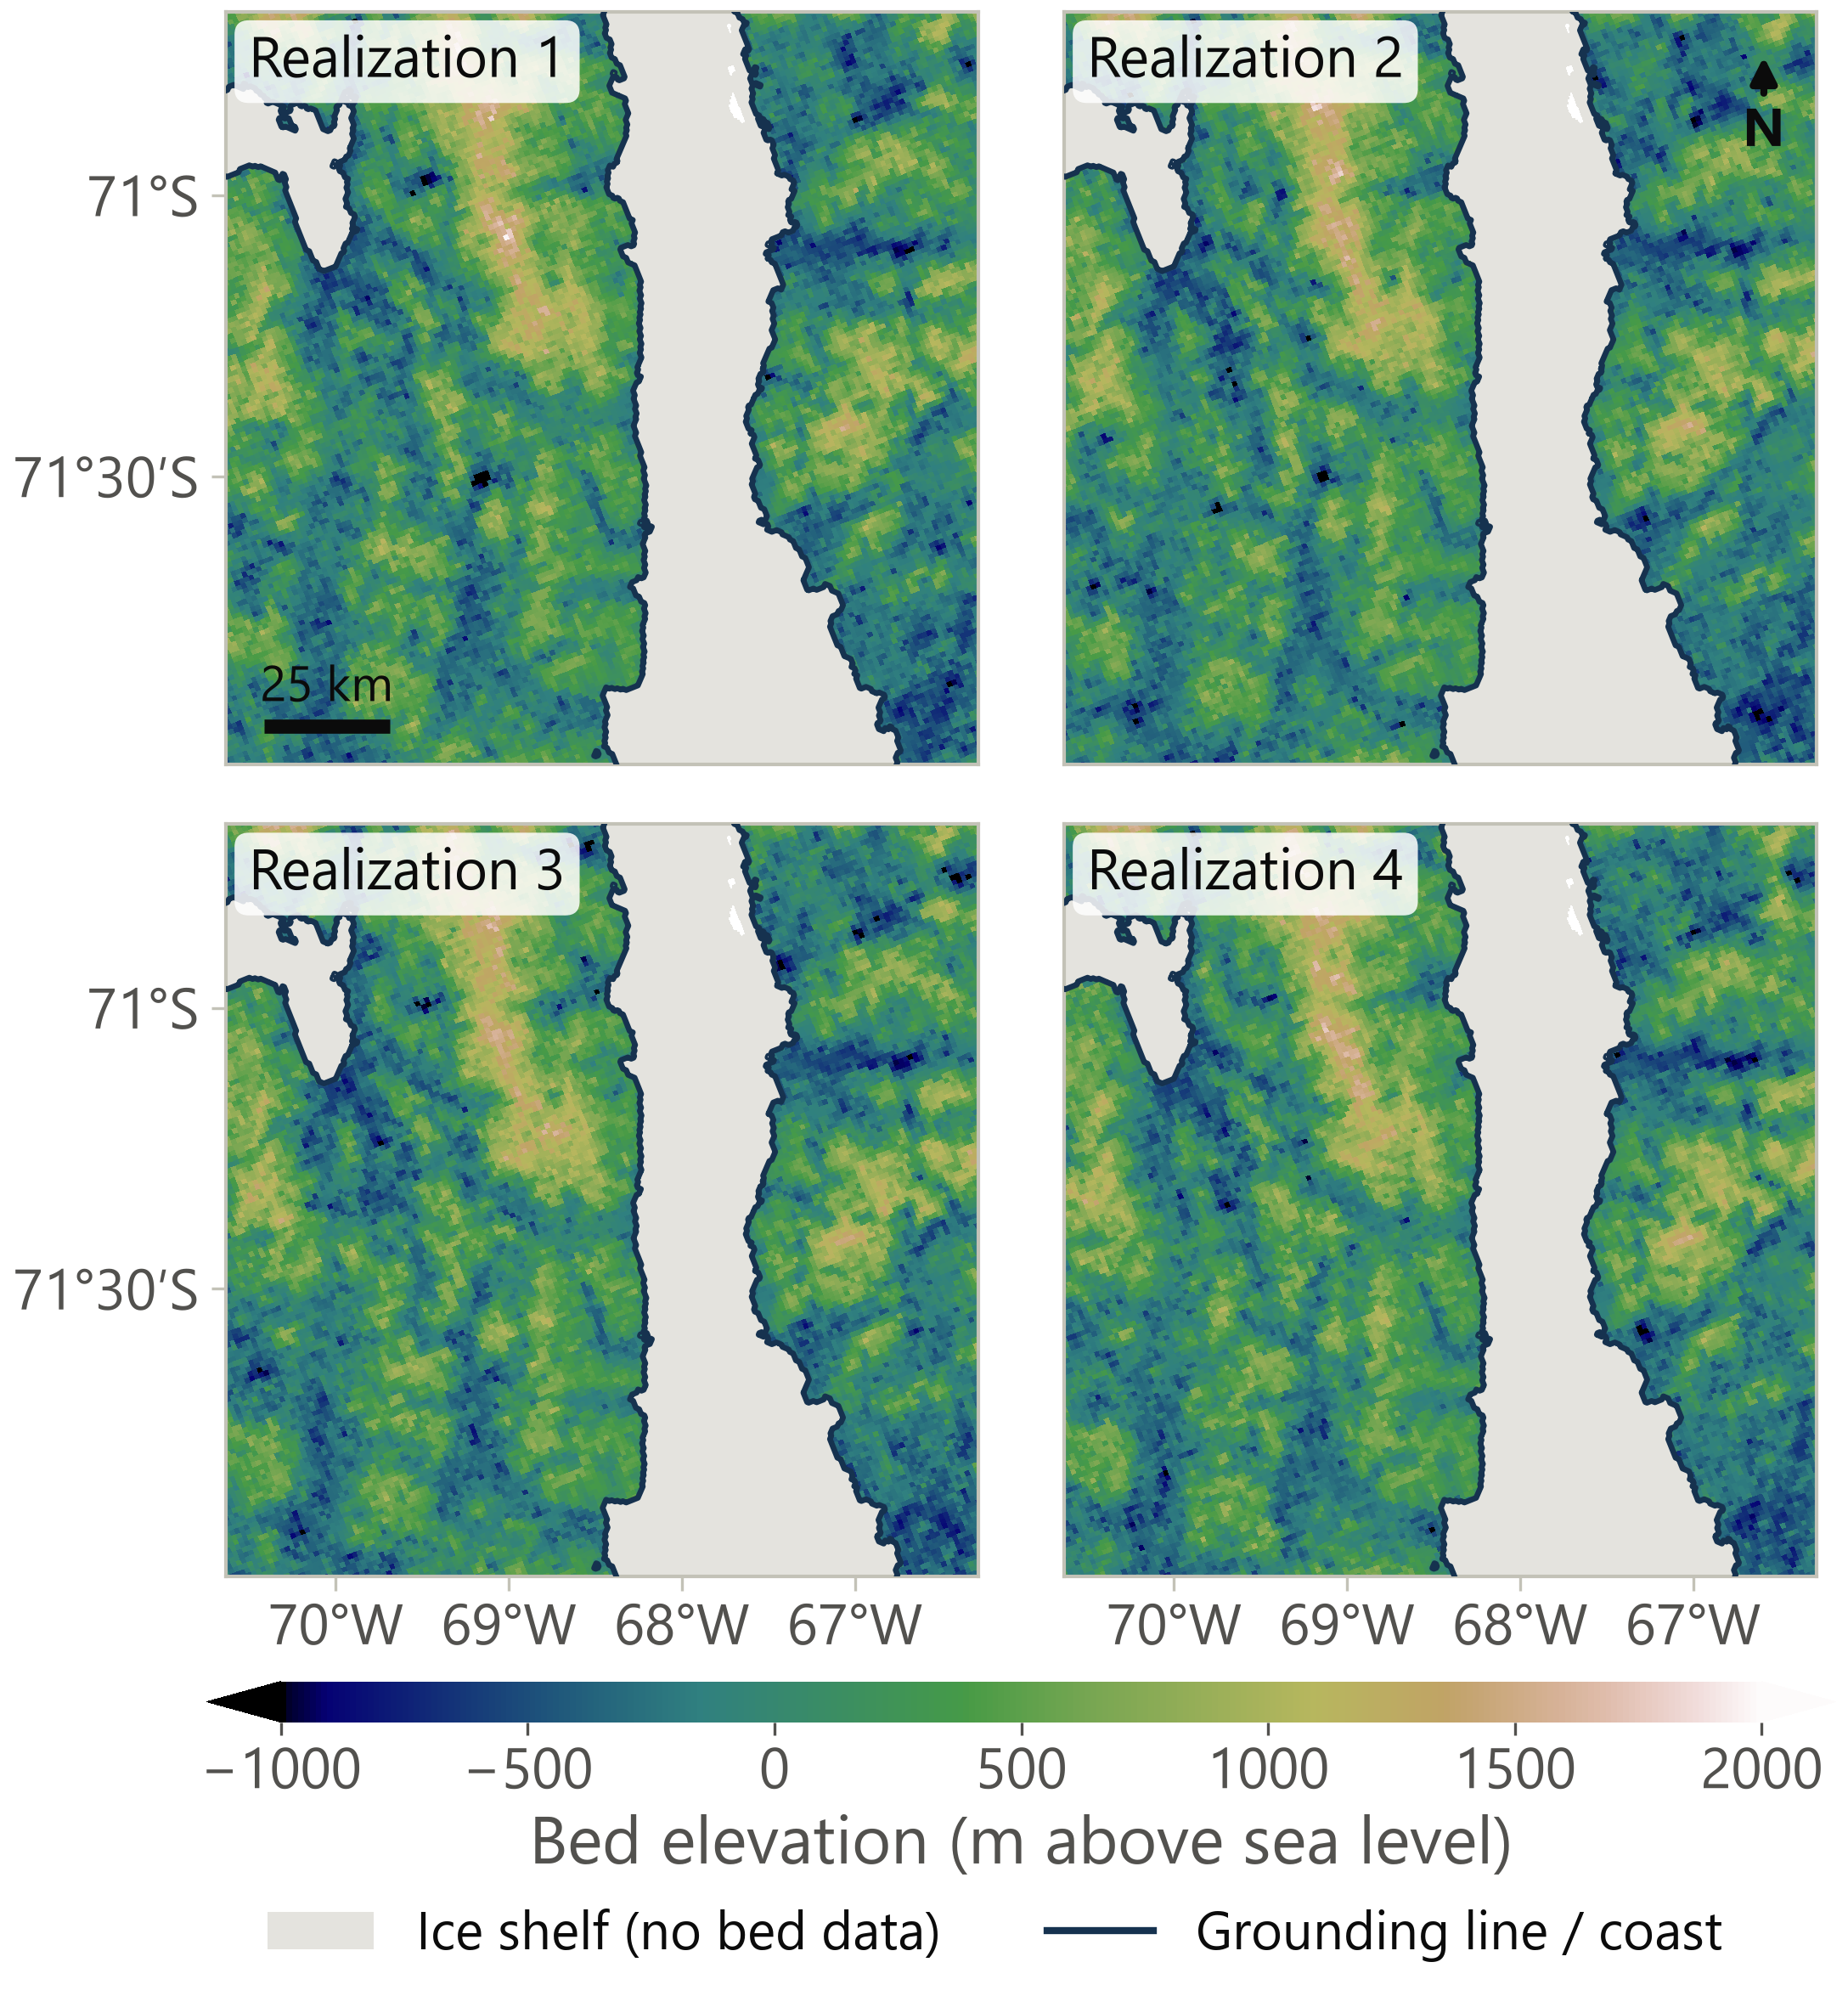 Realization 1
Realization 2
N
71°S
71°30′S
25 km
Realization 3
Realization 4
71°S
71°30′S
70°W 69°W 68°W 67°W
70°W 69°W 68°W 67°W
−1000 −500 0 500 1000 1500 2000
Bed elevation (m above sea level)
Ice shelf (no bed data)
Grounding line / coast